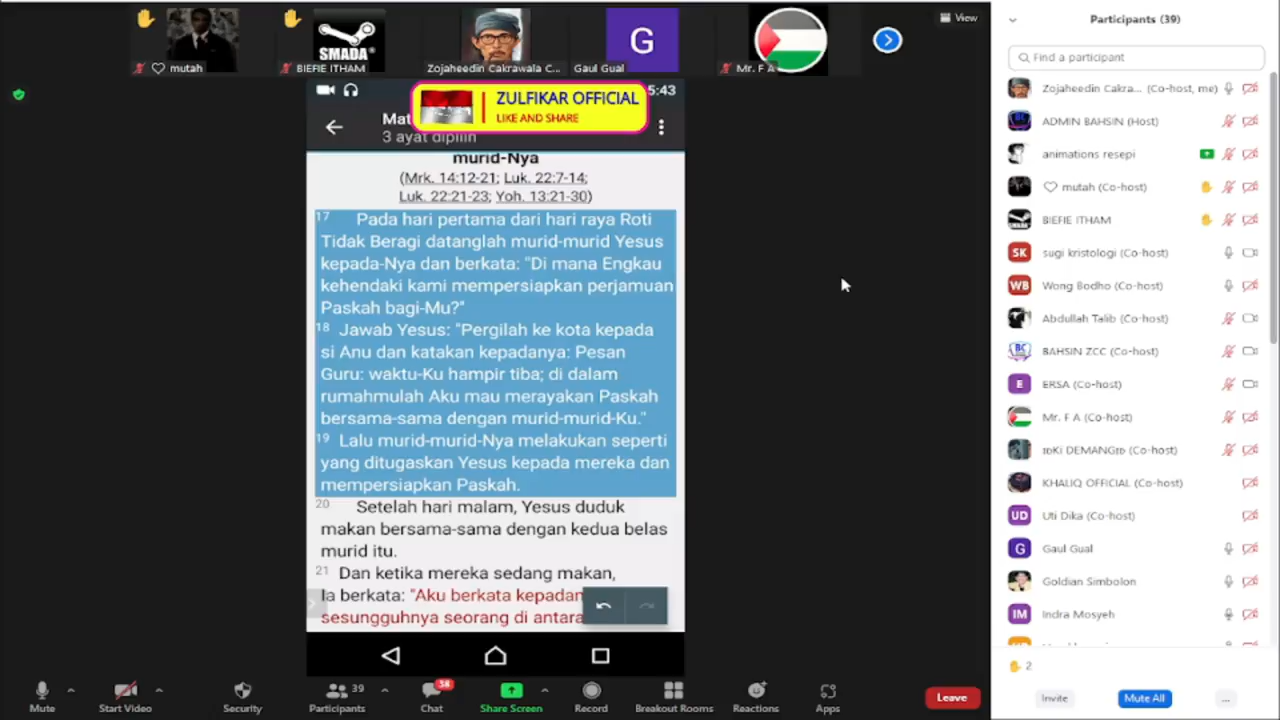 View
Participants (39)
mutah
SMADA
BIEFIE ITHAM
Zojaheedin Cakrawala C...
G
Gaul Gual
Mr. F A
Find a participant
5:43
ZULFIKAR OFFICIAL
LIKE AND SHARE
Mat
3 ayat dipilih
murid-Nya
(Mrk. 14:12-21; Luk. 22:7-14;
Luk. 22:21-23; Yoh. 13:21-30)
17 Pada hari pertama dari hari raya Roti
Tidak Beragi datanglah murid-murid Yesus
kepada-Nya dan berkata: "Di mana Engkau
kehendaki kami mempersiapkan perjamuan
Paskah bagi-Mu?"
18 Jawab Yesus: "Pergilah ke kota kepada
si Anu dan katakan kepadanya: Pesan
Guru: waktu-Ku hampir tiba; di dalam
rumahmulah Aku mau merayakan Paskah
bersama-sama dengan murid-murid-Ku."
19 Lalu murid-murid-Nya melakukan seperti
yang ditugaskan Yesus kepada mereka dan
mempersiapkan Paskah.
20 Setelah hari malam, Yesus duduk
makan bersama-sama dengan kedua belas
murid itu.
21 Dan ketika mereka sedang makan,
Ia berkata: "Aku berkata kepadan
sesungguhnya seorang di antara
Zojaheedin Cakra... (Co-host, me)
ADMIN BAHSIN (Host)
animations resepi
mutah (Co-host)
BIEFIE ITHAM
SK sugi kristologi (Co-host)
WB Wong Bodho (Co-host)
Abdullah Talib (Co-host)
BAHSIN ZCC (Co-host)
E ERSA (Co-host)
Mr. F A (Co-host)
KHALIQ OFFICIAL (Co-host)
UD Uti Dika (Co-host)
G Gaul Gual
Goldian Simbolon
IM Indra Mosyeh
2
Invite
Mute All
...
Mute
Start Video
Security
39
Participants
38
Chat
Share Screen
Record
Breakout Rooms
Reactions
Apps
Leave